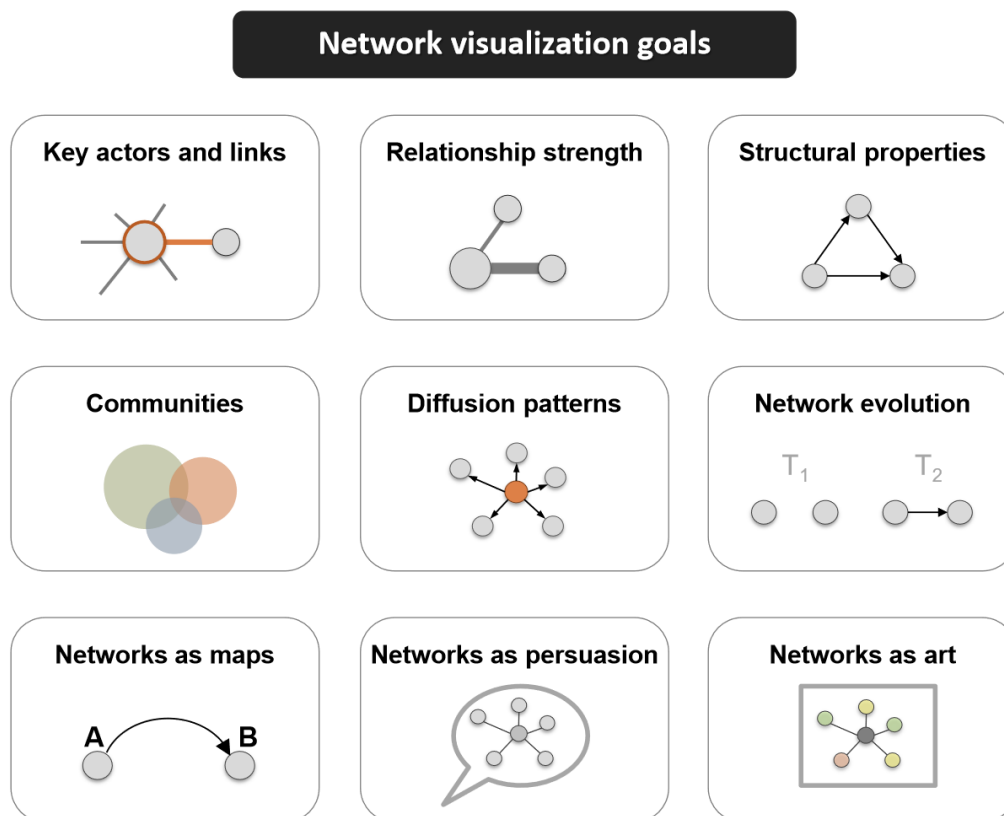 Network visualization goals
Key actors and links
Relationship strength
Structural properties
Communities
Diffusion patterns
Network evolution
T1
T2
Networks as maps
Networks as persuasion
Networks as art
A
B